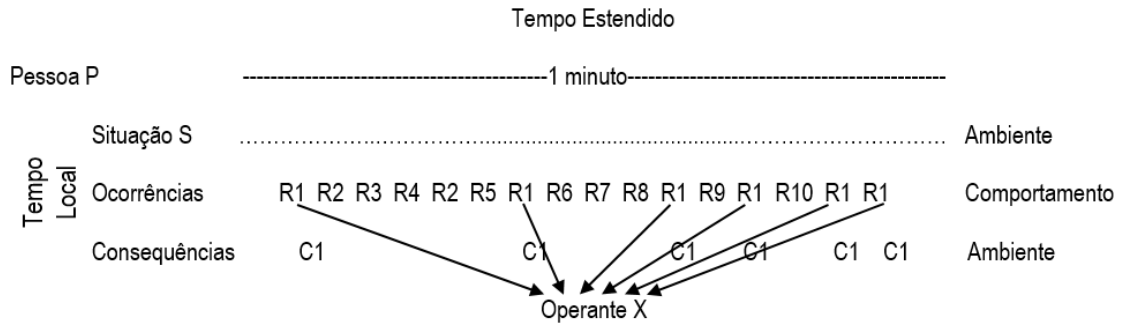 Tempo Estendido
Pessoa P --------------------------------------------1 minuto----------------------------------------------
Situação S ........................................................................................ Ambiente
Tempo
Local
Ocorrências R1 R2 R3 R4 R2 R5 R1 R6 R7 R8 R1 R9 R1 R10 R1 R1 Comportamento
Consequências C1 C1 C1 C1 C1 C1 Ambiente
Operante X